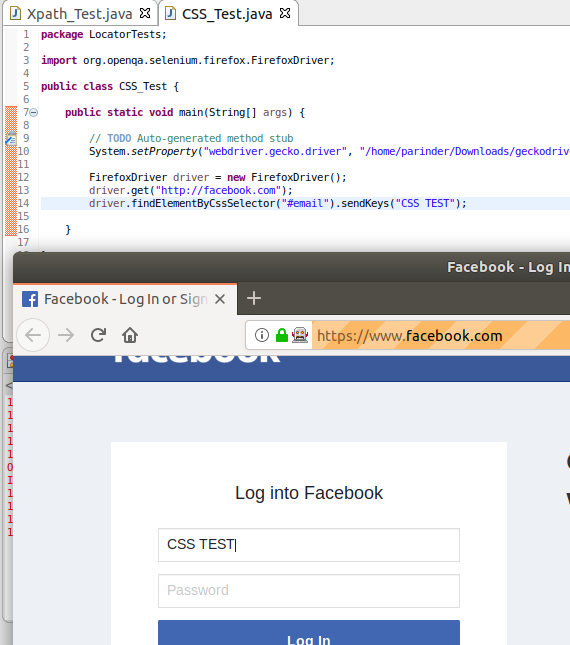 Xpath_Test.java
CSS_Test.java
1 package LocatorTests;
2
3 import org.openqa.selenium.firefox.FirefoxDriver;
4
5 public class CSS_Test {
6
7 public static void main(String[] args) {
8
9 // TODO Auto-generated method stub
10 System.setProperty("webdriver.gecko.driver", "/home/parinder/Downloads/geckodrive
11
12 FirefoxDriver driver = new FirefoxDriver();
13 driver.get("http://facebook.com");
14 driver.findElementByCssSelector("#email").sendKeys("CSS TEST");
15
16 }
17
Facebook - Log In
Facebook - Log In or Sign
https://www.facebook.com
facebook
Log into Facebook
CSS TEST
Password
Log In